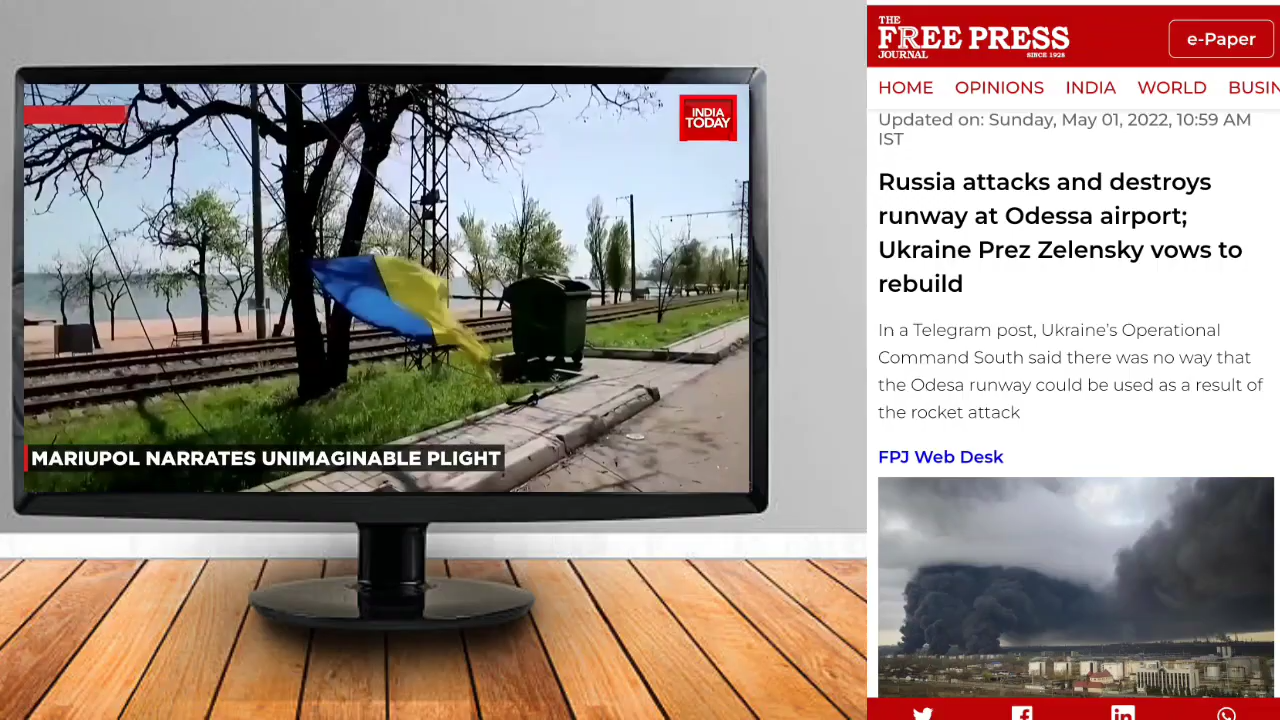 INDIA
TODAY
MARIUPOL NARRATES UNIMAGINABLE PLIGHT
THE
FREE PRESS
JOURNAL
SINCE 1928
e-Paper
HOME OPINIONS INDIA WORLD BUSIN
Updated on: Sunday, May 01, 2022, 10:59 AM
IST
Russia attacks and destroys
runway at Odessa airport;
Ukraine Prez Zelensky vows to
rebuild
In a Telegram post, Ukraine's Operational
Command South said there was no way that
the Odesa runway could be used as a result of
the rocket attack
FPJ Web Desk